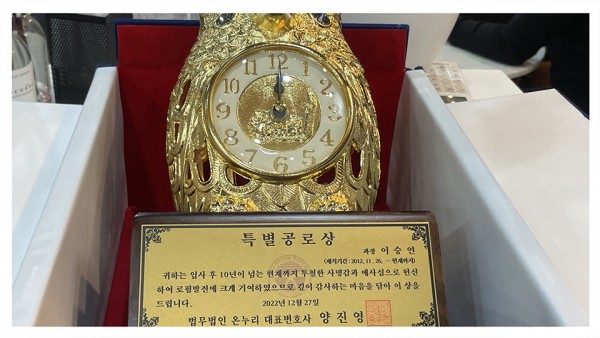 12
1
2
3
4
5
6
7
8
9
10
11
특별공로상
과장 이승연
(재직기간 : 2012. 11. 26. ~ 현재까지)
귀하는 입사 후 10년이 넘는 현재까지 투철한 사명감과 애사심으로 헌신
하여 로펌발전에 크게 기여하였으므로 깊이 감사하는 마음을 담아 이 상을
드립니다.
2022년 12월 27일
법무법인 온누리 대표변호사 양진영